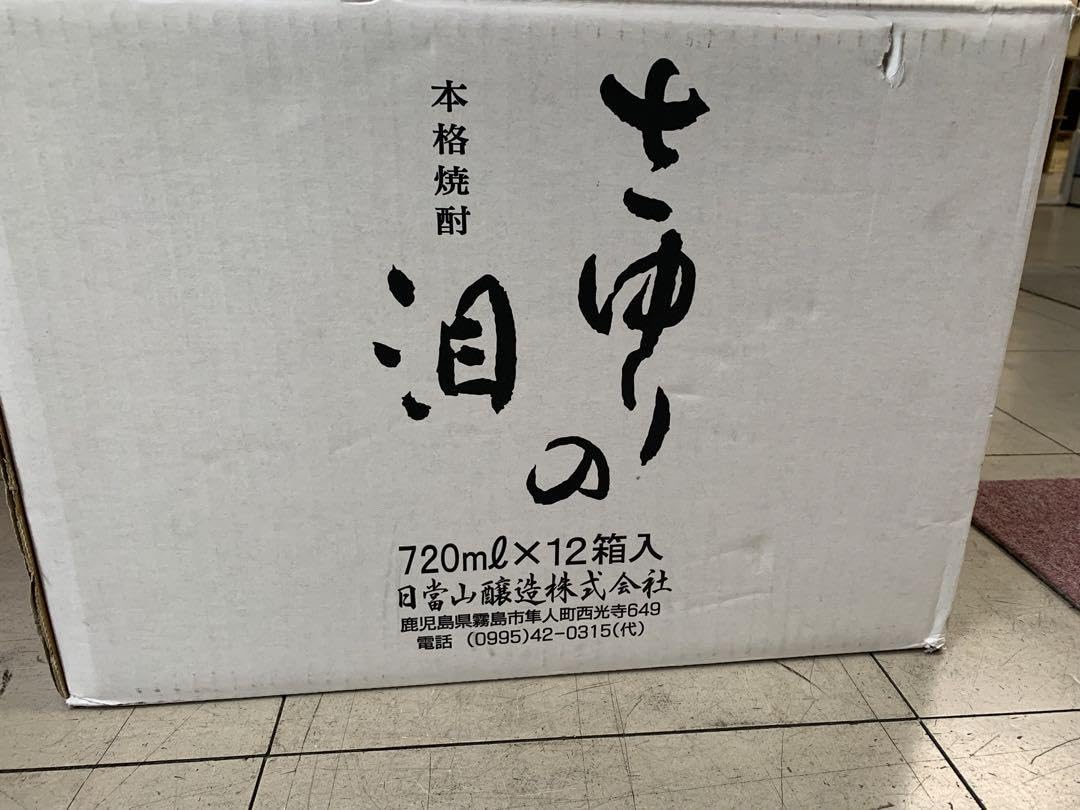 さゆりの
泪
本格焼酎
720ml×12箱入
日當山醸造株式会社
鹿児島県霧島市隼人町西光寺649
電話 (0995)42-0315(代)